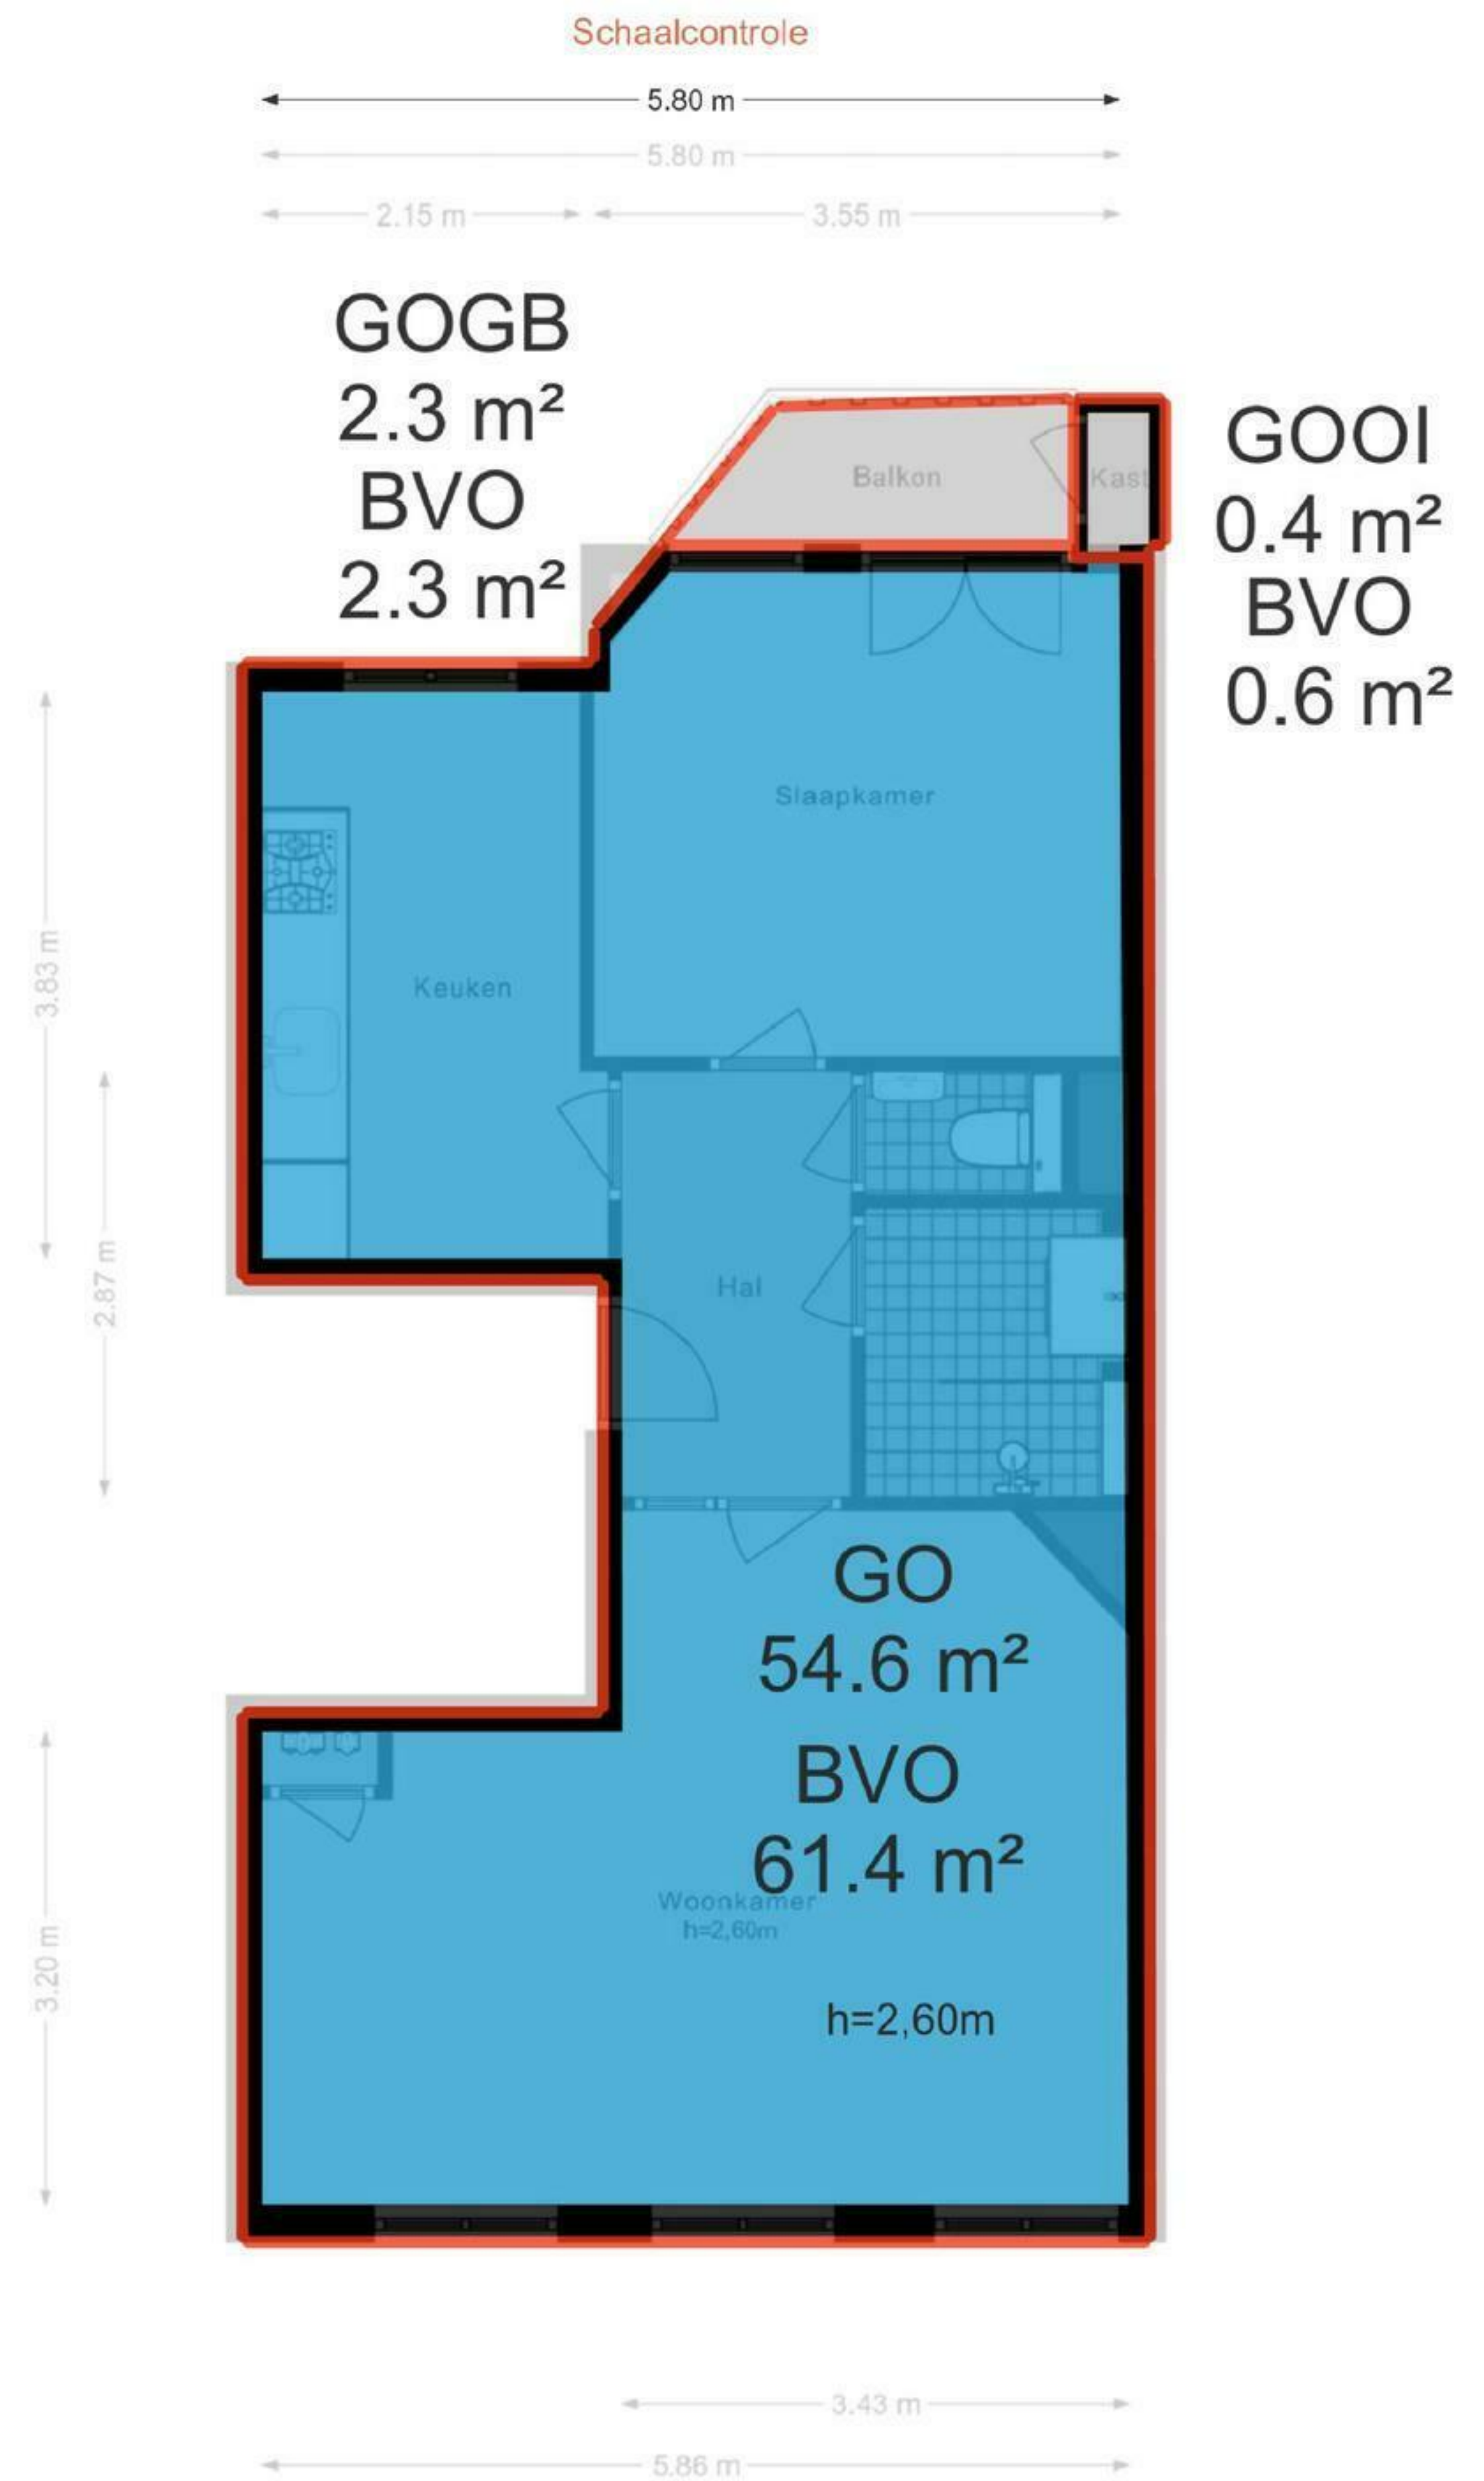 Schaalcontrole
5.80 m
5.80 m
2.15 m
3.55 m
GOGB
2.3 m²
BVO
2.3 m²
Balkon
Kast
GOOI
0.4 m²
BVO
0.6 m²
Slaapkamer
3.83 m
Keuken
2.87 m
Hal
GO
54.6 m²
BVO
61.4 m²
Woonkamer
h=2,60m
3.20 m
h=2,60m
3.43 m
5.86 m